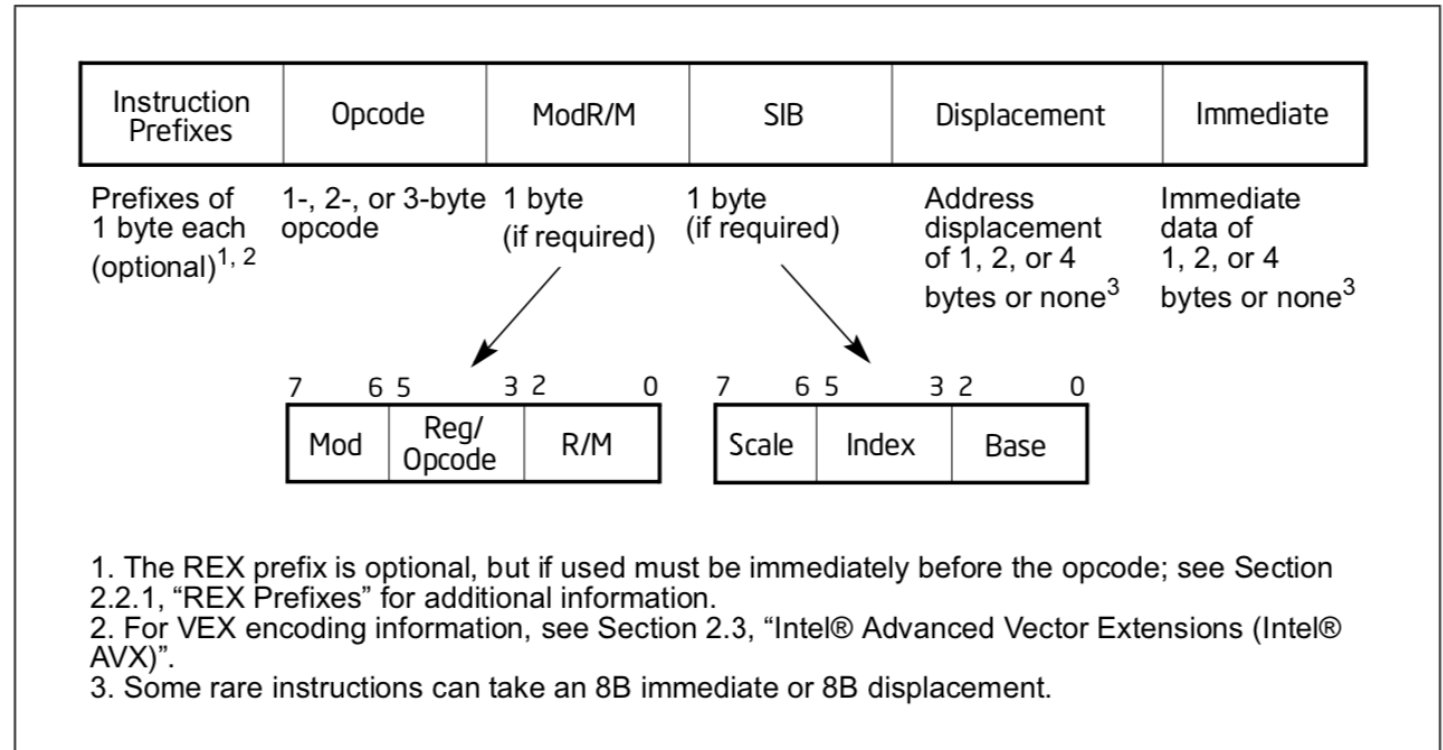 Instruction Prefixes
Opcode
ModR/M
SIB
Displacement
Immediate
Prefixes of
1 byte each
(optional)1, 2
1-, 2-, or 3-byte
opcode
1 byte
(if required)
1 byte
(if required)
Address
displacement
of 1, 2, or 4
bytes or none3
Immediate
data of
1, 2, or 4
bytes or none3
7 6 5 3 2 0
Mod
Reg/
Opcode
R/M
7 6 5 3 2 0
Scale
Index
Base
1. The REX prefix is optional, but if used must be immediately before the opcode; see Section
2.2.1, “REX Prefixes” for additional information.
2. For VEX encoding information, see Section 2.3, “Intel® Advanced Vector Extensions (Intel®
AVX)”.
3. Some rare instructions can take an 8B immediate or 8B displacement.